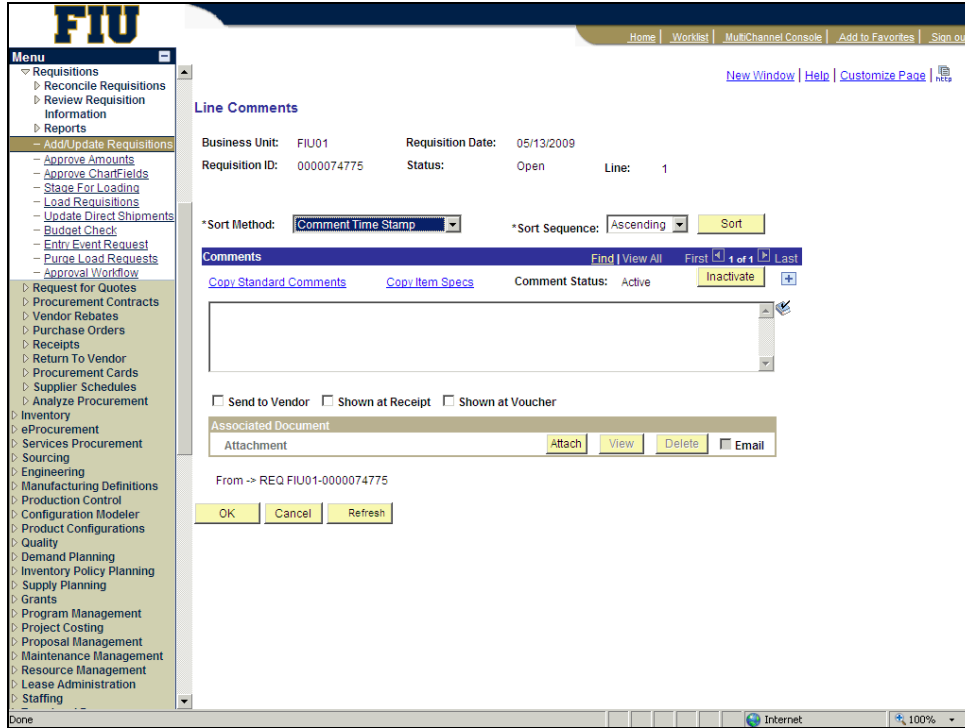 FIU
Home | Worklist | MultiChannel Console | Add to Favorites | Sign ou
Menu
Requisitions
Reconcile Requisitions
Review Requisition
Information
Reports
Add/Update Requisitions
Approve Amounts
Approve ChartFields
Stage For Loading
Load Requisitions
Update Direct Shipments
Budget Check
Entry Event Request
Purge Load Requests
Approval Workflow
Request for Quotes
Procurement Contracts
Vendor Rebates
Purchase Orders
Receipts
Return To Vendor
Procurement Cards
Supplier Schedules
Analyze Procurement
Inventory
eProcurement
Services Procurement
Sourcing
Engineering
Manufacturing Definitions
Production Control
Configuration Modeler
Product Configurations
Quality
Demand Planning
Inventory Policy Planning
Supply Planning
Grants
Program Management
Project Costing
Proposal Management
Maintenance Management
Resource Management
Lease Administration
Staffing
New Window | Help | Customize Page | http
Line Comments
Business Unit: FIU01 Requisition Date: 05/13/2009
Requisition ID: 0000074775 Status: Open Line: 1
*Sort Method: Comment Time Stamp *Sort Sequence: Ascending Sort
Comments Find | View All First 1 of 1 Last
Copy Standard Comments Copy Item Specs Comment Status: Active Inactivate
Send to Vendor Shown at Receipt Shown at Voucher
Associated Document
Attachment Attach View Delete Email
From -> REQ FIU01-0000074775
OK Cancel Refresh
Done Internet 100%